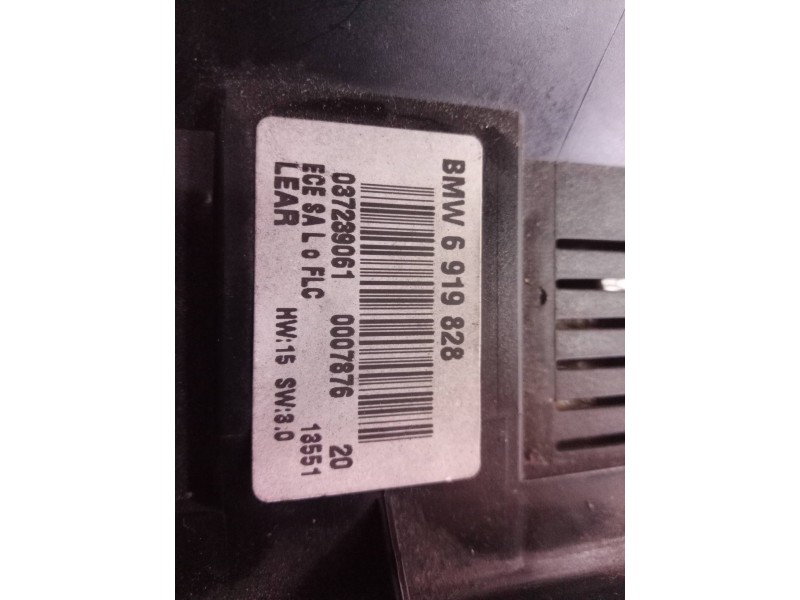 BMW 6 919 828
037239061 0007876 20
ECE SA L o FLC 13551
LEAR HW:15 SW:3.0